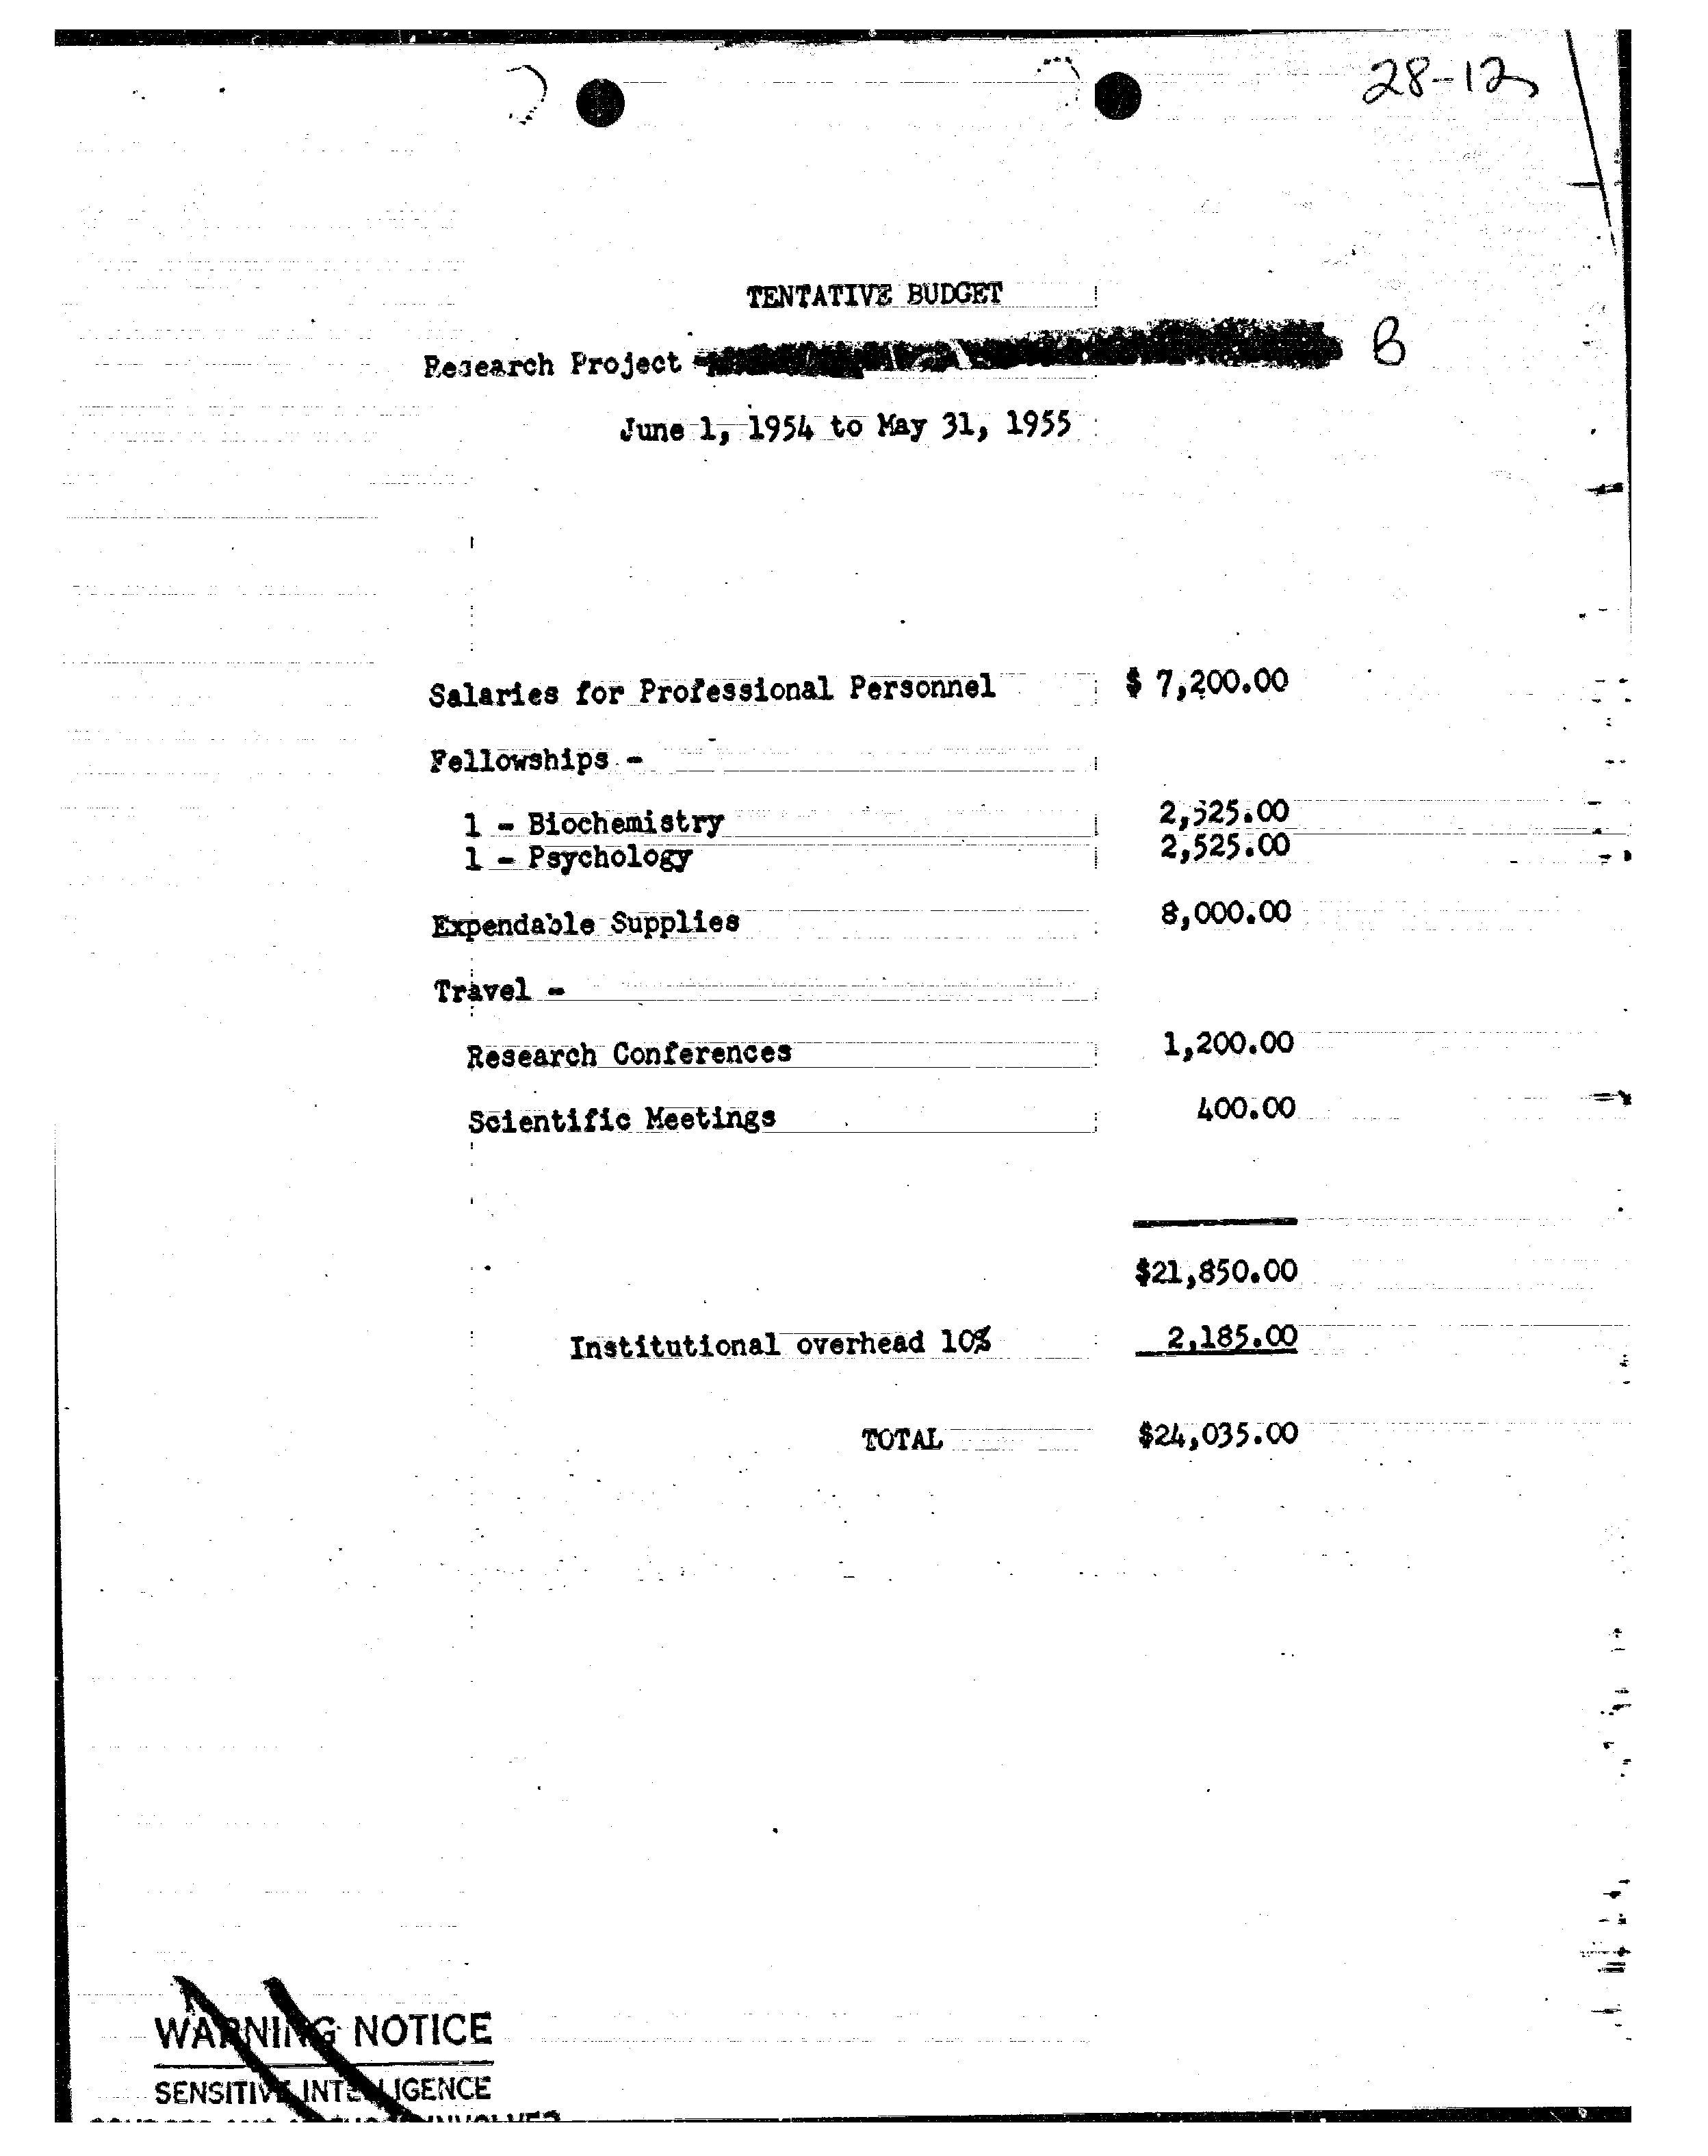 28-12
TENTATIVE BUDGET
Research Project - B
June 1, 1954 to May 31, 1955
Salaries for Professional Personnel $ 7,200.00
Fellowships -
1 - Biochemistry 2,525.00
1 - Psychology 2,525.00
Expendable Supplies 8,000.00
Travel -
Research Conferences 1,200.00
Scientific Meetings 400.00
$21,850.00
Institutional overhead 10% 2,185.00
TOTAL $24,035.00
WARNING NOTICE
SENSITIVE INTELLIGENCE
INVOLVED